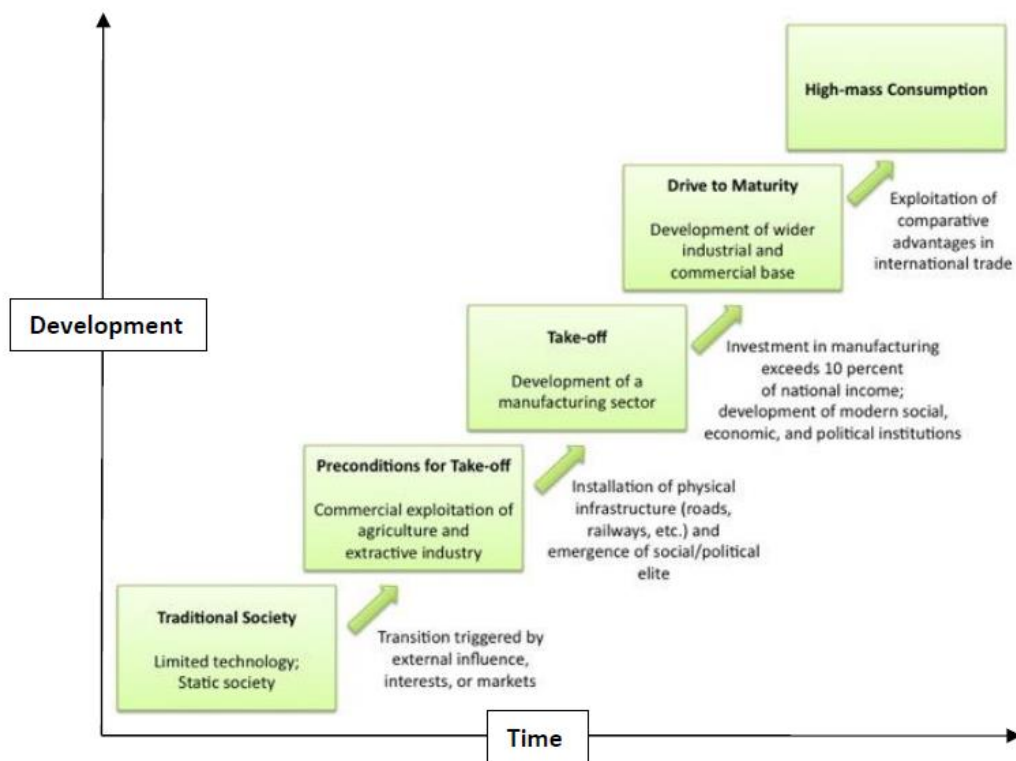 High-mass Consumption
Drive to Maturity
Development of wider
industrial and
commercial base
Exploitation of
comparative
advantages in
international trade
Development
Take-off
Development of a
manufacturing sector
Investment in manufacturing
exceeds 10 percent
of national income;
development of modern social,
economic, and political institutions
Preconditions for Take-off
Commercial exploitation of
agriculture and
extractive industry
Installation of physical
infrastructure (roads,
railways, etc.) and
emergence of social/political
elite
Traditional Society
Limited technology;
Static society
Transition triggered by
external influence,
interests, or markets
Time